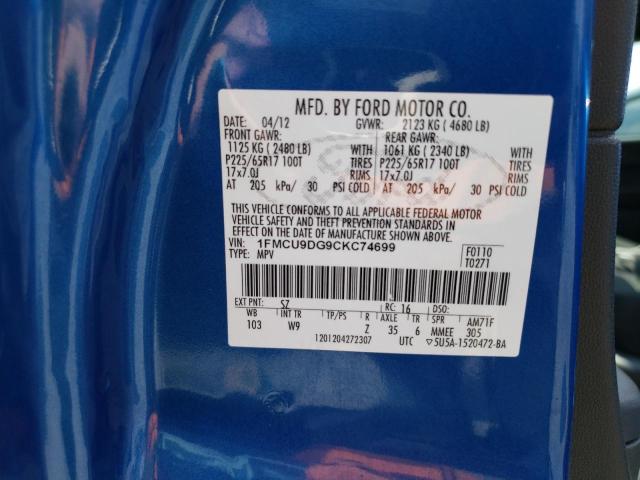 MFD. BY FORD MOTOR CO.
DATE: 04/12 GVWR: 2123 KG ( 4680 LB)
FRONT GAWR: REAR GAWR:
1125 KG ( 2480 LB) WITH 1061 KG ( 2340 LB) WITH
P225/65R17 100T TIRES P225/65R17 100T TIRES
17x7.0J RIMS 17x7.0J RIMS
AT 205 kPa/ 30 PSI COLD AT 205 kPa/ 30 PSI COLD
THIS VEHICLE CONFORMS TO ALL APPLICABLE FEDERAL MOTOR
VEHICLE SAFETY AND THEFT PREVENTION STANDARDS IN
EFFECT ON THE DATE OF MANUFACTURE SHOWN ABOVE.
VIN: 1FMCU9DG9CKC74699 F0110
TYPE: MPV T0271
EXT PNT: SZ RC: 16 DSO:
WB INT TR TP/PS R AXLE TR SPR AM71F
103 W9 Z 35 6 MMEE 305
1201204272307 UTC ▽5U5A-1520472-BA